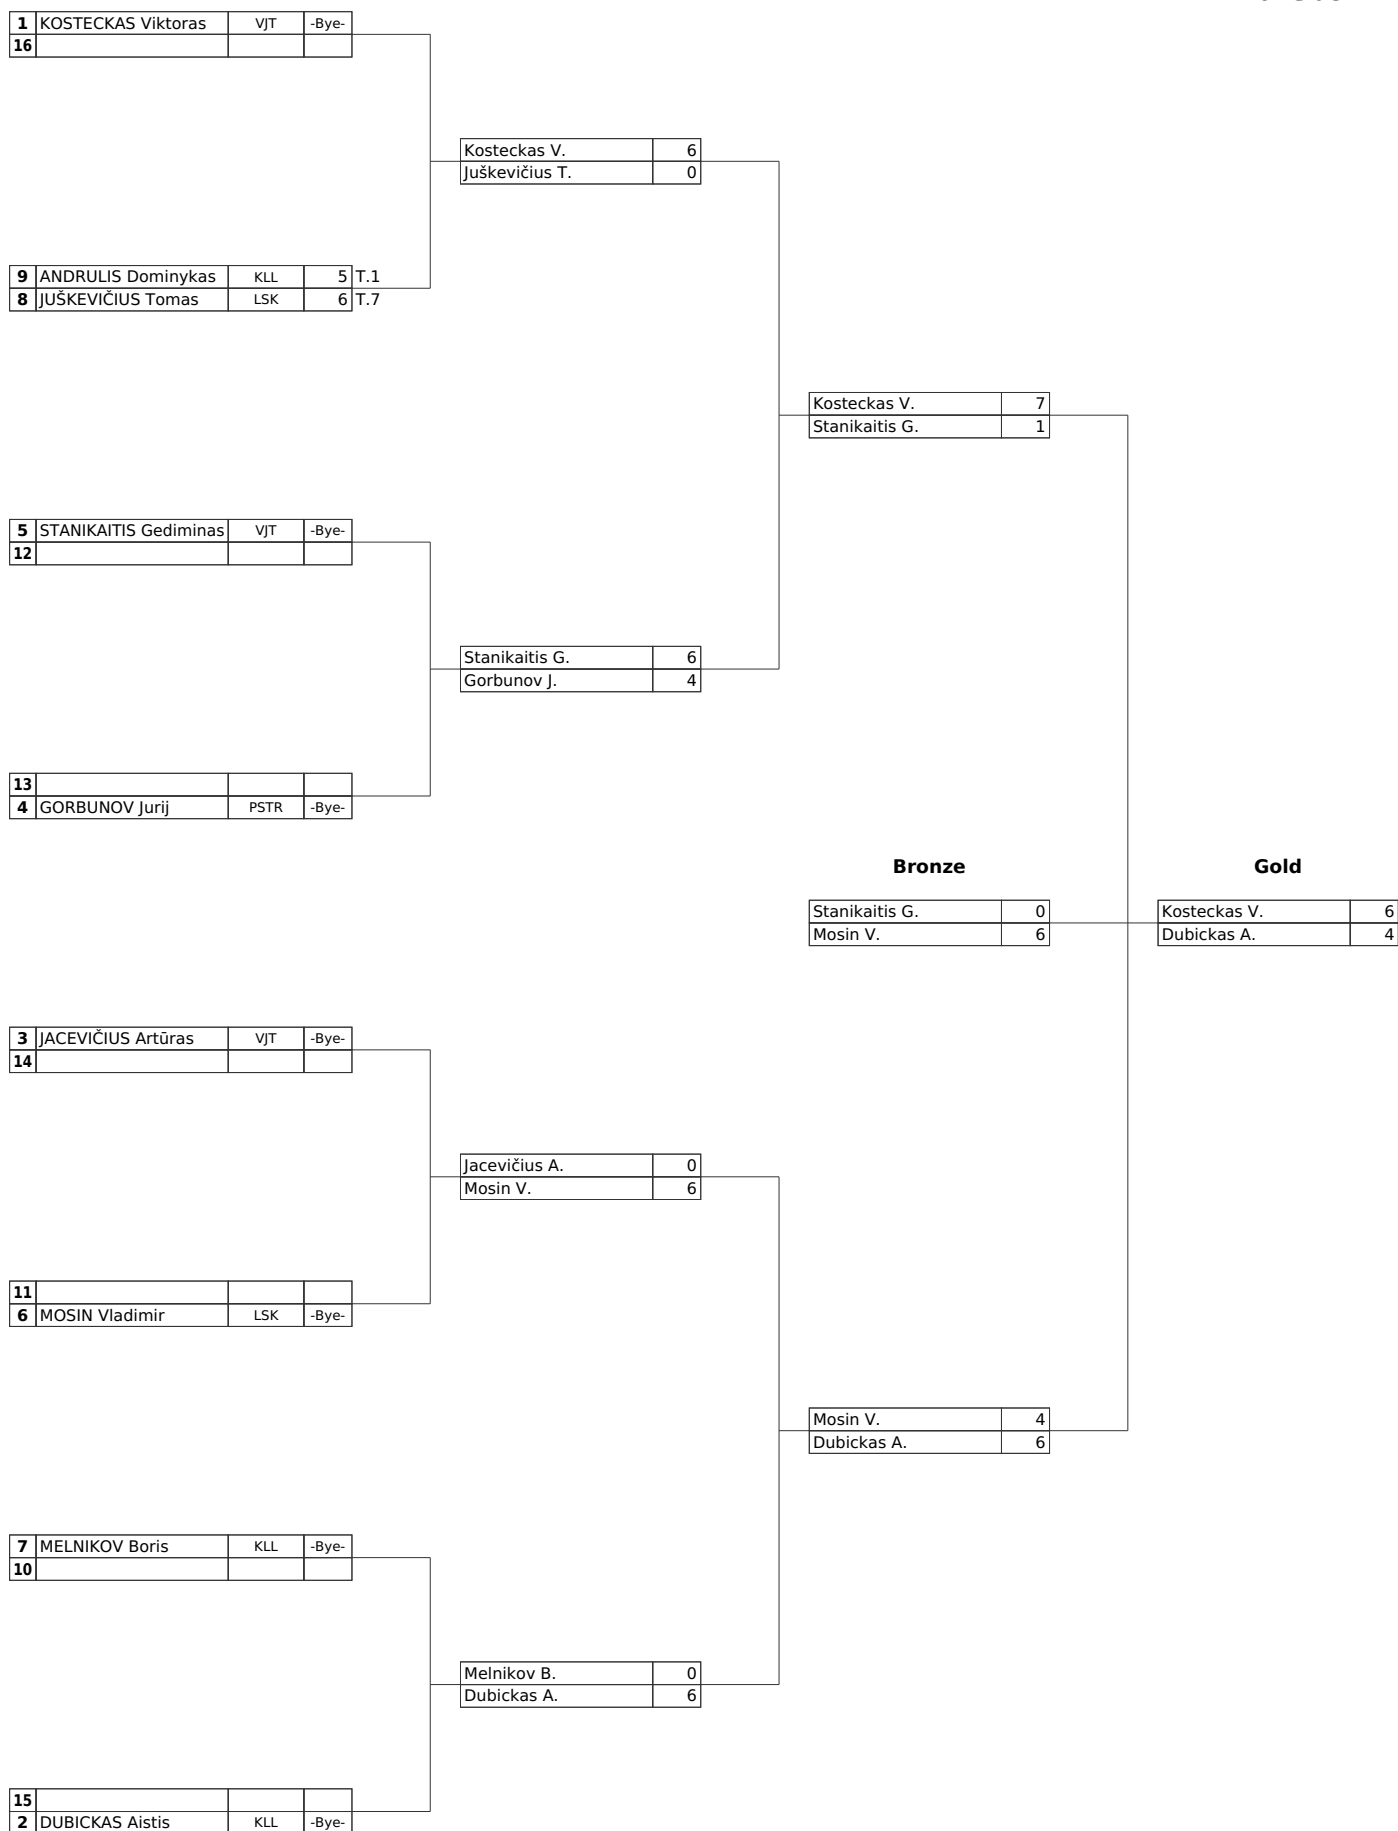 1 KOSTECKAS Viktoras VJT -Bye-
16
Kosteckas V. 6
Juškevičius T. 0
9 ANDRULIS Dominykas KLL 5 T.1
8 JUŠKEVIČIUS Tomas LSK 6 T.7
Kosteckas V. 7
Stanikaitis G. 1
5 STANIKAITIS Gediminas VJT -Bye-
12
Stanikaitis G. 6
Gorbunov J. 4
13
4 GORBUNOV Jurij PSTR -Bye-
Bronze Gold
Stanikaitis G. 0 Kosteckas V. 6
Mosin V. 6 Dubickas A. 4
3 JACEVIČIUS Artūras VJT -Bye-
14
Jacevičius A. 0
Mosin V. 6
11
6 MOSIN Vladimir LSK -Bye-
Mosin V. 4
Dubickas A. 6
7 MELNIKOV Boris KLL -Bye-
10
Melnikov B. 0
Dubickas A. 6
15
2 DUBICKAS Aistis KLL -Bye-